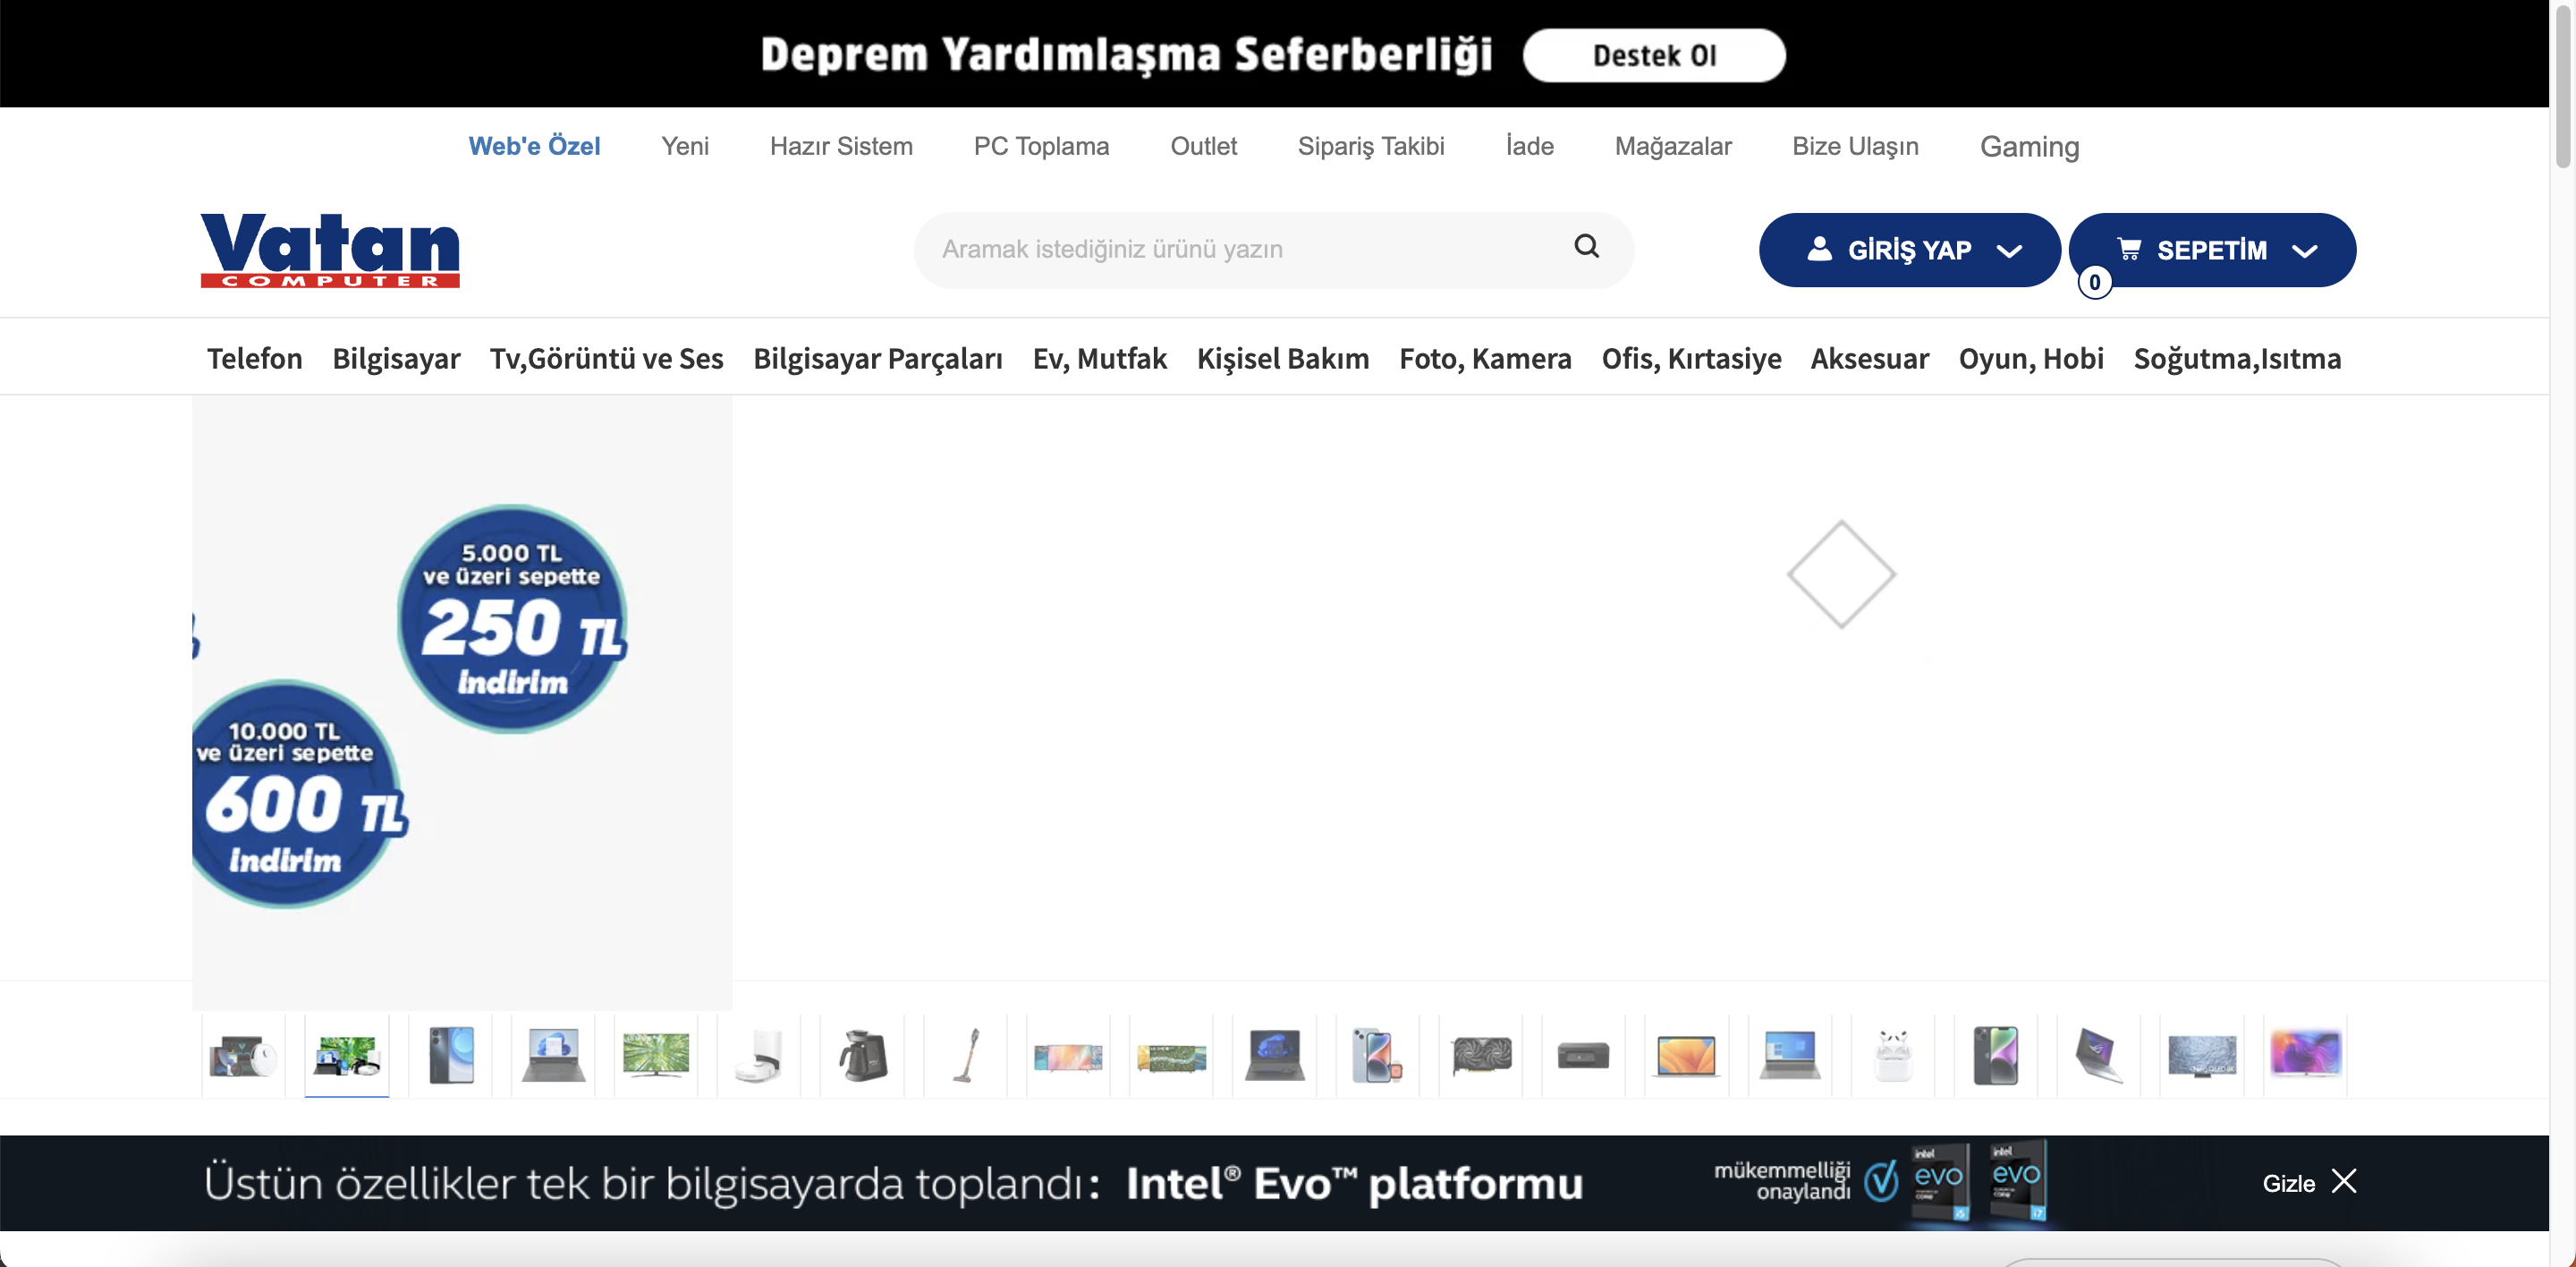 Deprem Yardımlaşma Seferberliği Destek Ol
Web'e Özel Yeni Hazır Sistem PC Toplama Outlet Sipariş Takibi İade Mağazalar Bize Ulaşın Gaming
Vatan
COMPUTER
Aramak istediğiniz ürünü yazın
GİRİŞ YAP
SEPETİM
0
Telefon Bilgisayar Tv,Görüntü ve Ses Bilgisayar Parçaları Ev, Mutfak Kişisel Bakım Foto, Kamera Ofis, Kırtasiye Aksesuar Oyun, Hobi Soğutma,Isıtma
5.000 TL
ve üzeri sepette
250 TL
indirim
10.000 TL
ve üzeri sepette
600 TL
indirim
Üstün özellikler tek bir bilgisayarda toplandı: Intel® Evo™ platformu
mükemmelliği
onaylandı
intel
evo
CORE
i5
intel
evo
CORE
i7
Gizle